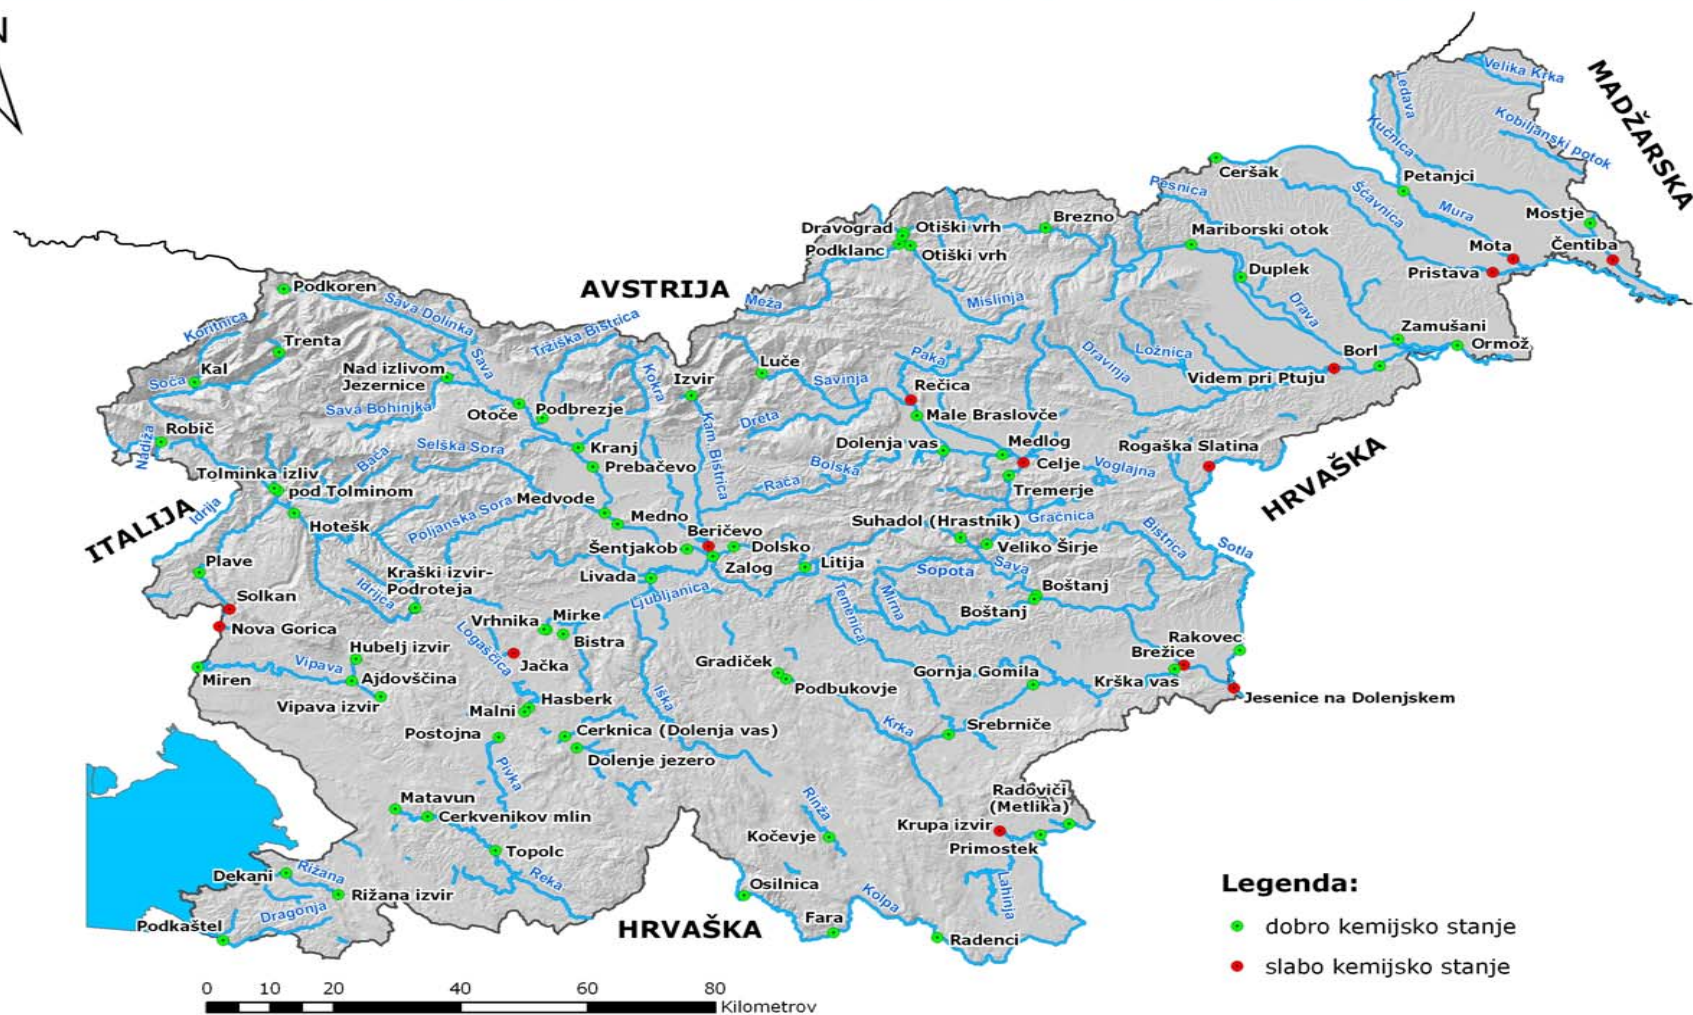 N
MADŽARSKA
Velika Krka
Ledava
Kučnica
Kobiljanski potok
Ceršak
Pesnica
Ščavnica
Petanjci
Mura
Mostje
Mota
Čentiba
Pristava
Brezno
Dravograd
Otiški vrh
Podklanc
Otiški vrh
Mariborski otok
Duplek
Drava
AVSTRIJA
Meža
Mislinja
Podkoren
Sava Dolinka
Koritnica
Trenta
Tržiška Bistrica
Sava
Kal
Soča
Nad izlivom
Jezernice
Kokra
Izvir
Luče
Savinja
Paka
Rečica
Dravinja
Ložnica
Zamušani
Borl
Ormož
Videm pri Ptuju
Sava Bohinjka
Otoče
Podbrezje
Dreta
Male Braslovče
Robič
Nadiža
Selška Sora
Kranj
Kam. Bistrica
Dolenja vas
Medlog
Rogaška Slatina
HRVAŠKA
Bača
Prebačevo
Bolska
Celje
Voglajna
Tolminka izliv
pod Tolminom
Rača
Tremerje
ITALIJA
Idrija
Hotešk
Poljanska Sora
Medvode
Medno
Suhadol (Hrastnik)
Gračnica
Bistrica
Sotla
Beričevo
Šentjakob
Dolsko
Veliko Širje
Zalog
Litija
Sava
Sopota
Plave
Kraški izvir-
Podroteja
Idrijca
Livada
Ljubljanica
Temenica
Mirna
Boštanj
Boštanj
Solkan
Nova Gorica
Vrhnika
Mirke
Bistra
Logaščica
Jačka
Rakovec
Brežice
Hubelj izvir
Vipava
Miren
Ajdovščina
Gradiček
Podbukovje
Gornja Gomila
Krška vas
Jesenice na Dolenjskem
Vipava izvir
Hasberk
Malni
Iška
Krka
Srebrniče
Postojna
Cerknica (Dolenja vas)
Dolenje jezero
Pivka
Matavun
Cerkvenikov mlin
Rinža
Radoviči
(Metlika)
Krupa izvir
Kočevje
Primostek
Topolc
Dekani
Rižana
Rižana izvir
Reka
Osilnica
Kolpa
Lahinja
Dragonja
Podkaštel
HRVAŠKA
Fara
Radenci
Legenda:
dobro kemijsko stanje
slabo kemijsko stanje
0 10 20 40 60 80
Kilometrov